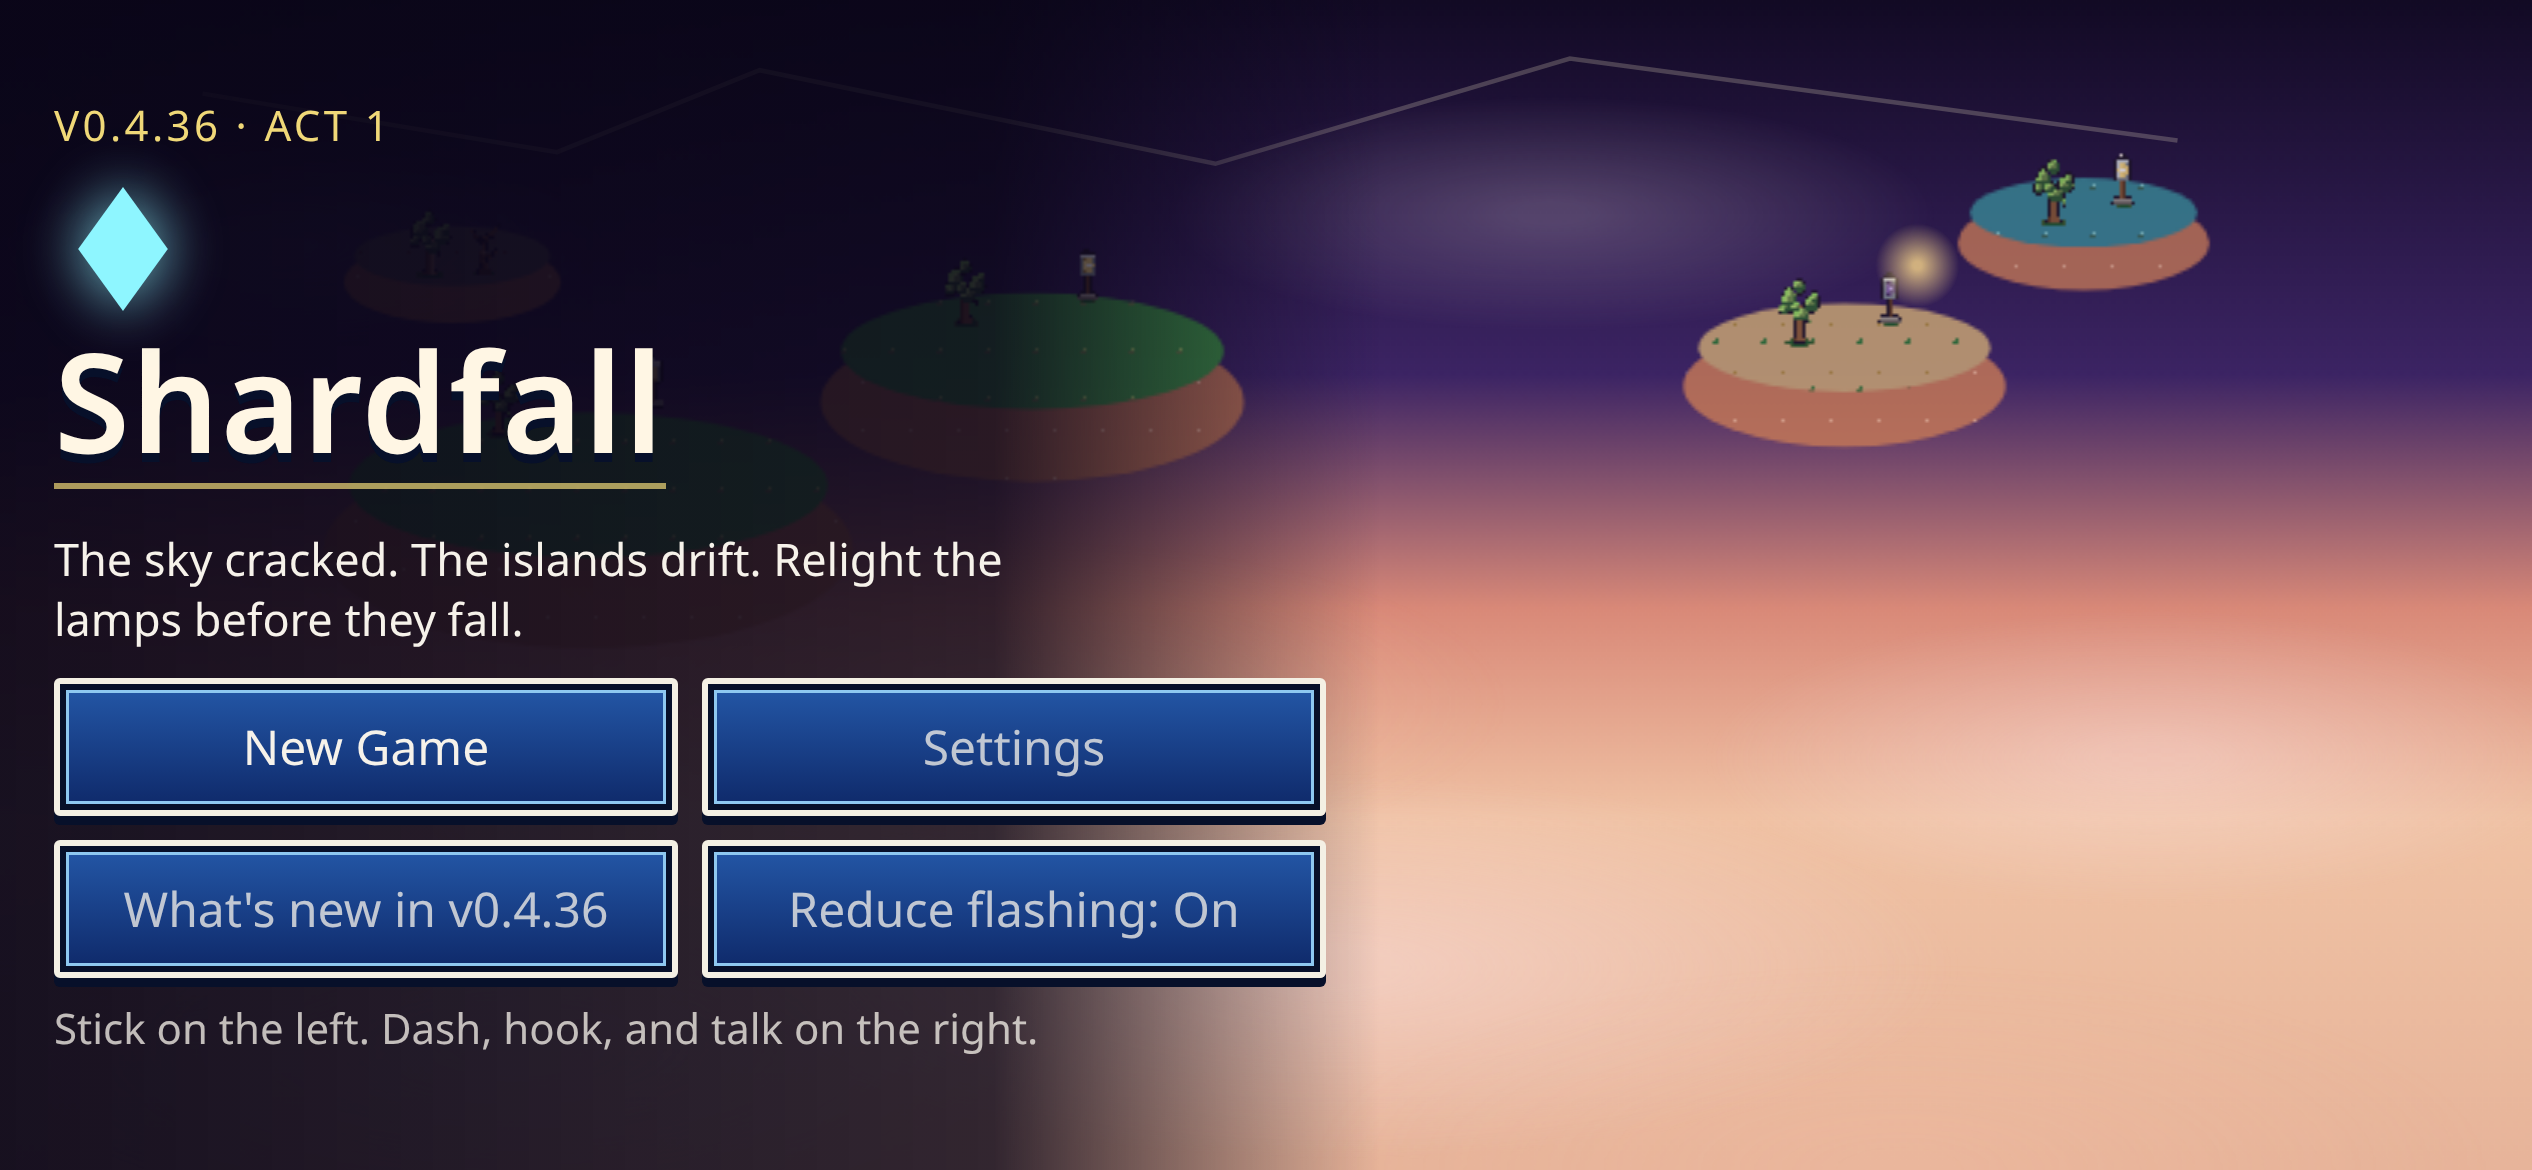 V0.4.36 · ACT 1
Shardfall
The sky cracked. The islands drift. Relight the
lamps before they fall.
New Game
Settings
What's new in v0.4.36
Reduce flashing: On
Stick on the left. Dash, hook, and talk on the right.